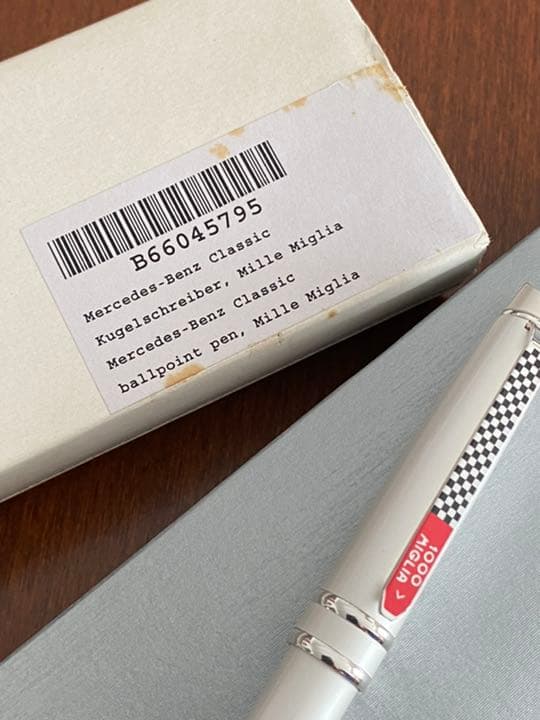 B66045795
Mercedes-Benz Classic
Kugelschreiber, Mille Miglia
Mercedes-Benz Classic
ballpoint pen, Mille Miglia
1000
MIGLIA